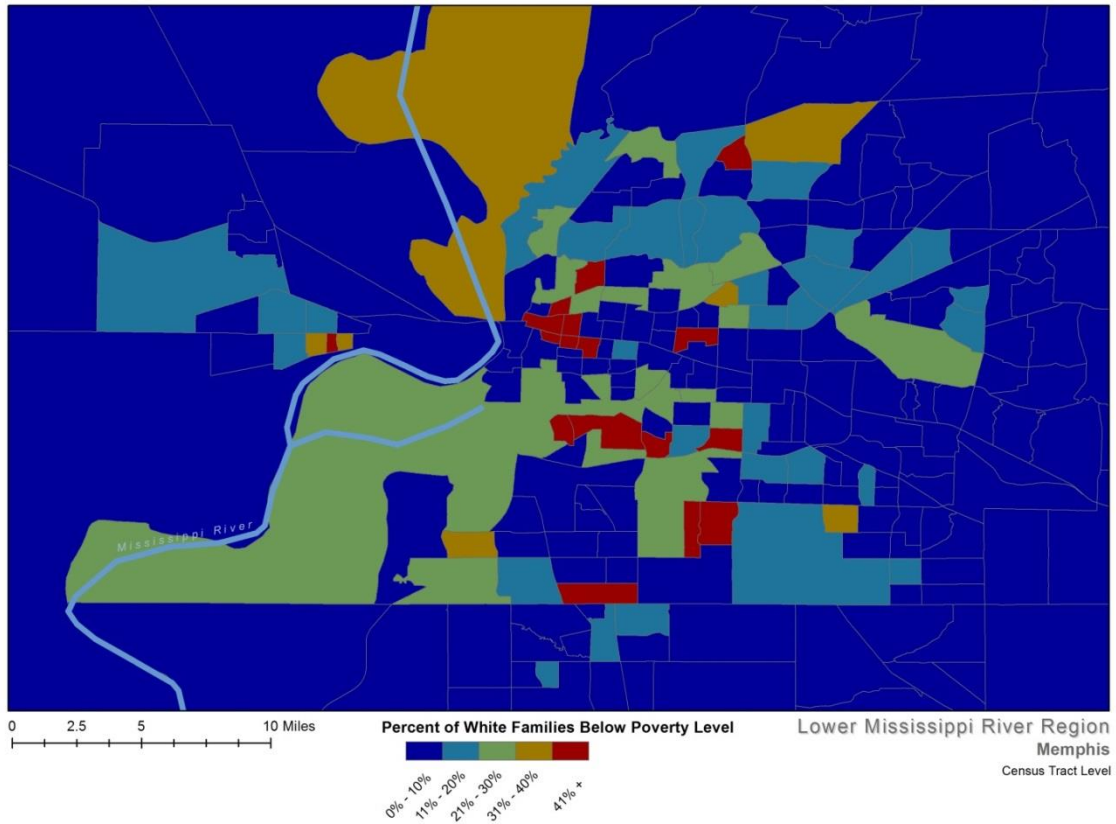 Mississippi River
0 2.5 5 10 Miles
Percent of White Families Below Poverty Level
0% - 10%
11% - 20%
21% - 30%
31% - 40%
41% +
Lower Mississippi River Region
Memphis
Census Tract Level